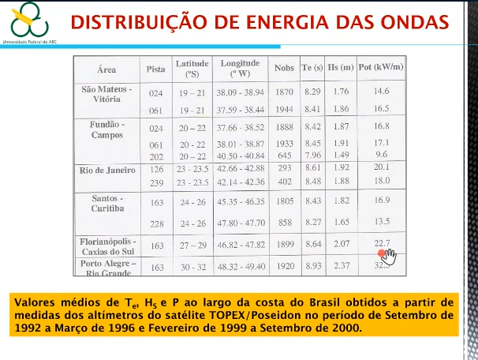 DISTRIBUIÇÃO DE ENERGIA DAS ONDAS
Universidade Federal do ABC
Área Pista Latitude (ºS) Longitude (º W) Nobs Te (s) Hs (m) Pot (kW/m)
São Mateus - Vitória 024 19 – 21 38.09 - 38.94 1870 8.29 1.76 14.6
061 19 - 21 37.59 – 38.44 1944 8.41 1.86 16.5
Fundão - Campos 024 20 – 22 37.66 – 38.52 1888 8.42 1.87 16.8
061 20 - 22 38.01 – 38.87 1933 8.45 1.91 17.1
202 20 – 22 40.50 - 40.84 645 7.96 1.49 9.6
Rio de Janeiro 126 23 - 23.5 42.66 – 42.88 293 8.61 1.92 20.1
239 23 - 23.5 42.14 – 42.36 402 8.48 1.88 18.0
Santos - Curitiba 163 24 - 26 45.35 – 46.35 1805 8.43 1.82 16.9
228 24 - 26 47.80 – 47.70 858 8.27 1.65 13.5
Florianópolis - Caxias do Sul 163 27 – 29 46.82 - 47.82 1899 8.64 2.07 22.7
Porto Alegre – Rio Grande 163 30 - 32 48.32 – 49.40 1920 8.93 2.37
Valores médios de Te, HS e P ao largo da costa do Brasil obtidos a partir de
medidas dos altímetros do satélite TOPEX/Poseidon no período de Setembro de
1992 a Março de 1996 e Fevereiro de 1999 a Setembro de 2000.